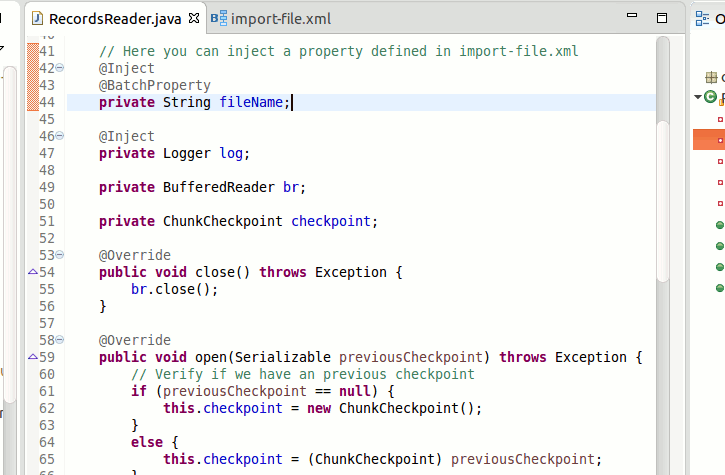 RecordsReader.java import-file.xml
41 // Here you can inject a property defined in import-file.xml
42 @Inject
43 @BatchProperty
44 private String fileName;
45
46 @Inject
47 private Logger log;
48
49 private BufferedReader br;
50
51 private ChunkCheckpoint checkpoint;
52
53 @Override
54 public void close() throws Exception {
55 br.close();
56 }
57
58 @Override
59 public void open(Serializable previousCheckpoint) throws Exception {
60 // Verify if we have an previous checkpoint
61 if (previousCheckpoint == null) {
62 this.checkpoint = new ChunkCheckpoint();
63 }
64 else {
65 this.checkpoint = (ChunkCheckpoint) previousCheckpoint;